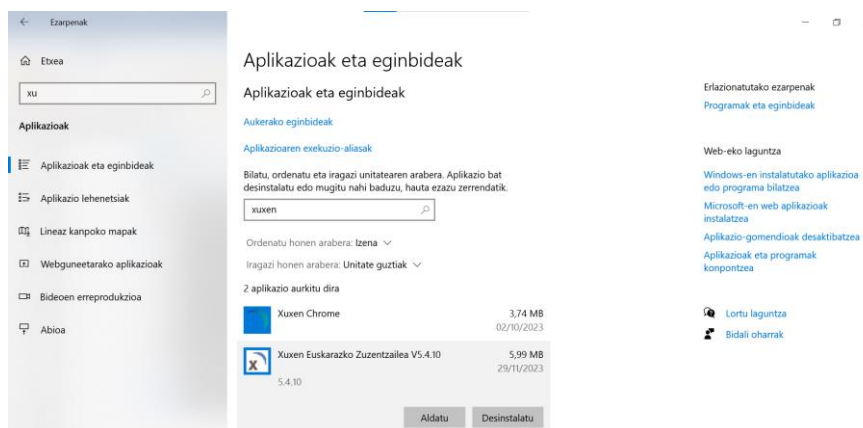 Ezarpenak
Etxea
xu
Aplikazioak
Aplikazioak eta eginbideak
Aplikazio lehenetsiak
Lineaz kanpoko mapak
Webguneetarako aplikazioak
Bideoen erreprodukzioa
Abioa
Aplikazioak eta eginbideak
Aplikazioak eta eginbideak
Aukerako eginbideak
Aplikazioaren exekuzio-aliasak
Bilatu, ordenatu eta iragazi unitatearen arabera. Aplikazio bat
desinstalatu edo mugitu nahi baduzu, hauta ezazu zerrendatik.
xuxen
Ordenatu honen arabera: Izena
Iragazi honen arabera: Unitate guztiak
2 aplikazio aurkitu dira
Xuxen Chrome 3,74 MB
02/10/2023
Xuxen Euskarazko Zuzentzailea V5.4.10 5,99 MB
29/11/2023
5.4.10
Aldatu Desinstalatu
Erlazionatutako ezarpenak
Programak eta eginbideak
Web-eko laguntza
Windows-en instalatutako aplikazioa
edo programa bilatzea
Microsoft-en web aplikazioak
instalatzea
Aplikazio-gomendioak desaktibatzea
Aplikazioak eta programak
konpontzea
Lortu laguntza
Bidali oharrak